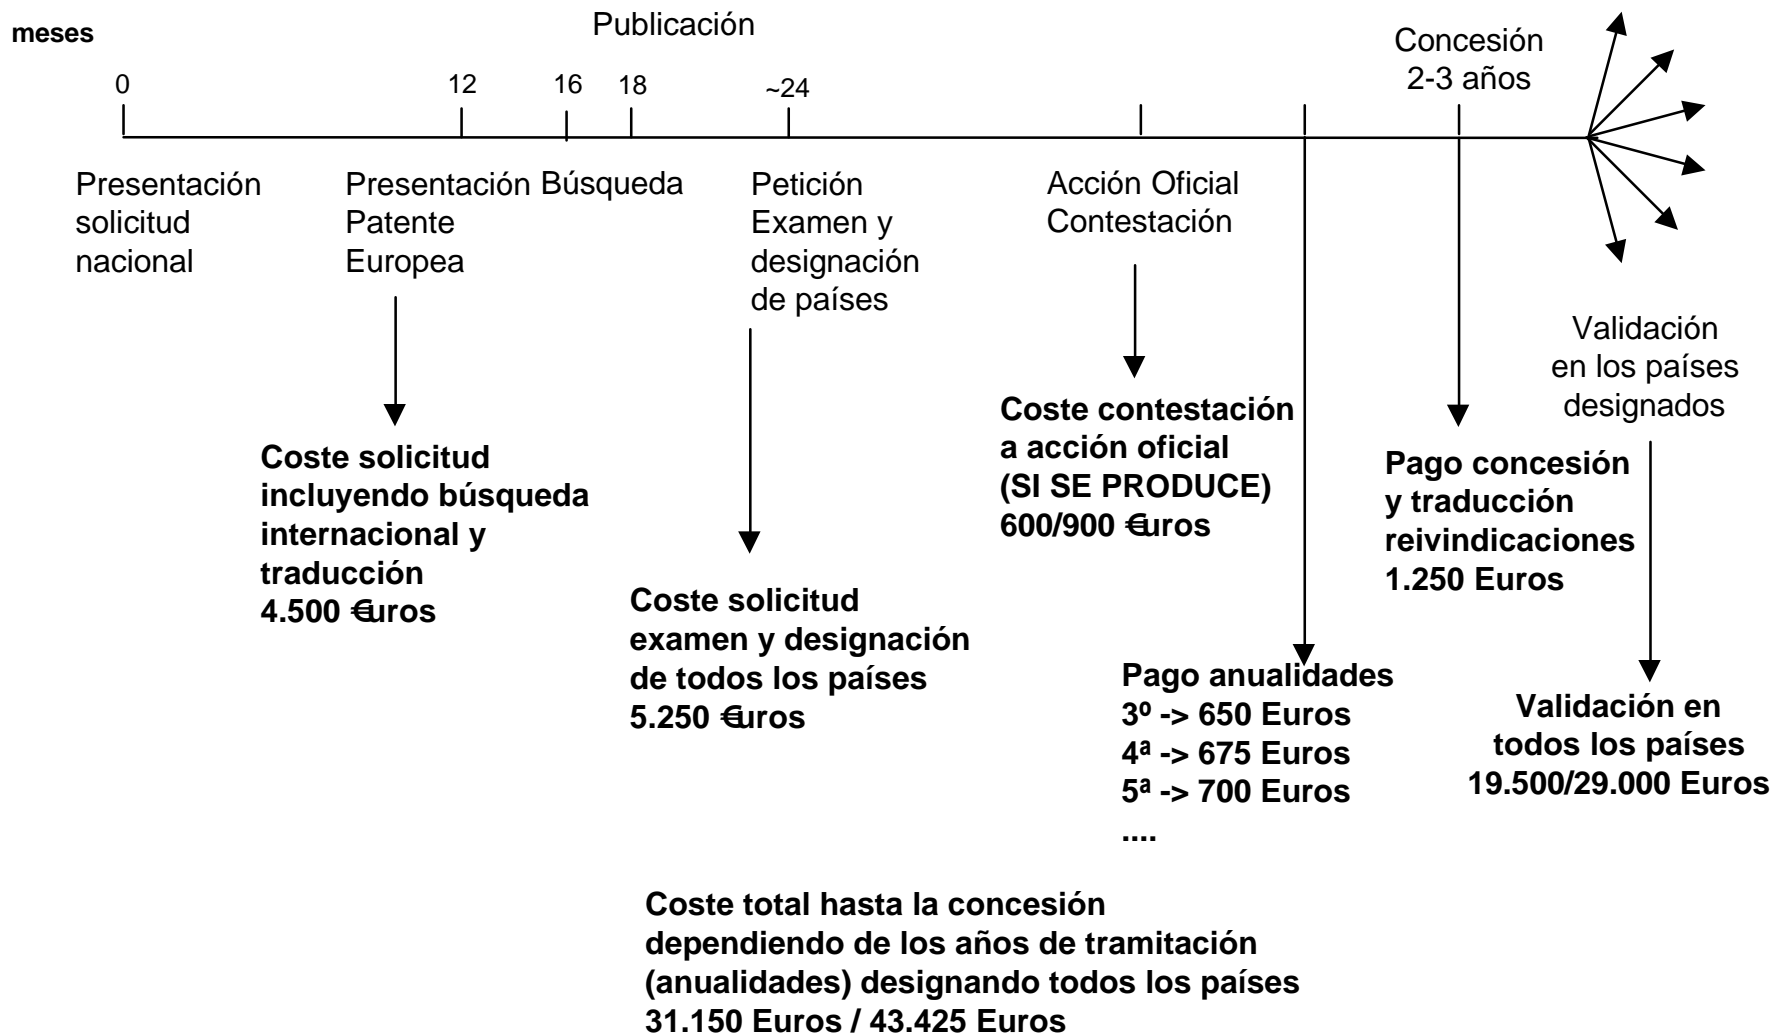 meses
Publicación
Concesión
2-3 años
0
12
16
18
~24
Presentación
solicitud
nacional
Presentación
Patente
Europea
Búsqueda
Petición
Examen y
designación
de países
Acción Oficial
Contestación
Validación
en los países
designados
Coste solicitud
incluyendo búsqueda
internacional y
traducción
4.500 €uros
Coste solicitud
examen y designación
de todos los países
5.250 €uros
Coste contestación
a acción oficial
(SI SE PRODUCE)
600/900 €uros
Pago anualidades
3º -> 650 Euros
4ª -> 675 Euros
5ª -> 700 Euros
....
Pago concesión
y traducción
reivindicaciones
1.250 Euros
Validación en
todos los países
19.500/29.000 Euros
Coste total hasta la concesión
dependiendo de los años de tramitación
(anualidades) designando todos los países
31.150 Euros / 43.425 Euros